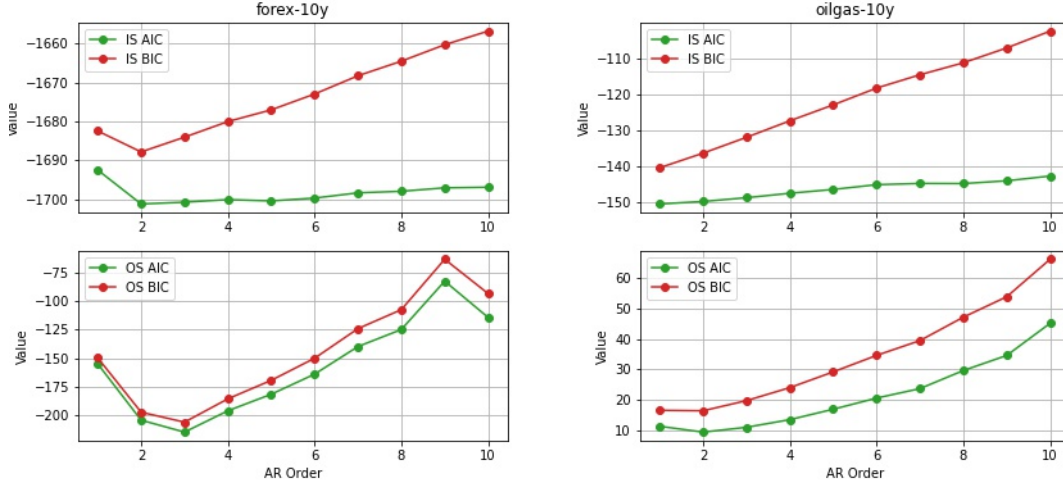 forex-10y
IS AIC
IS BIC
Value
−1660
−1670
−1680
−1690
−1700
2
4
6
8
10
oilgas-10y
IS AIC
IS BIC
Value
−110
−120
−130
−140
−150
2
4
6
8
10
OS AIC
OS BIC
Value
−75
−100
−125
−150
−175
−200
2
4
6
8
10
AR Order
OS AIC
OS BIC
Value
60
50
40
30
20
10
2
4
6
8
10
AR Order